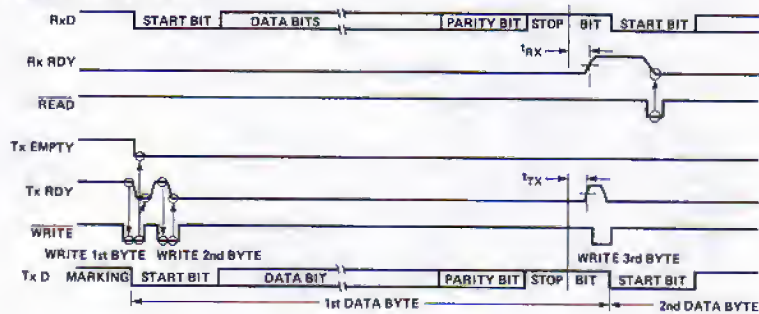 RxD START BIT DATA BITS PARITY BIT STOP BIT START BIT
tRX
Rx RDY
READ
Tx EMPTY
tTX
Tx RDY
WRITE
WRITE 1st BYTE WRITE 2nd BYTE WRITE 3rd BYTE
Tx D MARKING START BIT DATA BIT PARITY BIT STOP BIT START BIT
1st DATA BYTE 2nd DATA BYTE